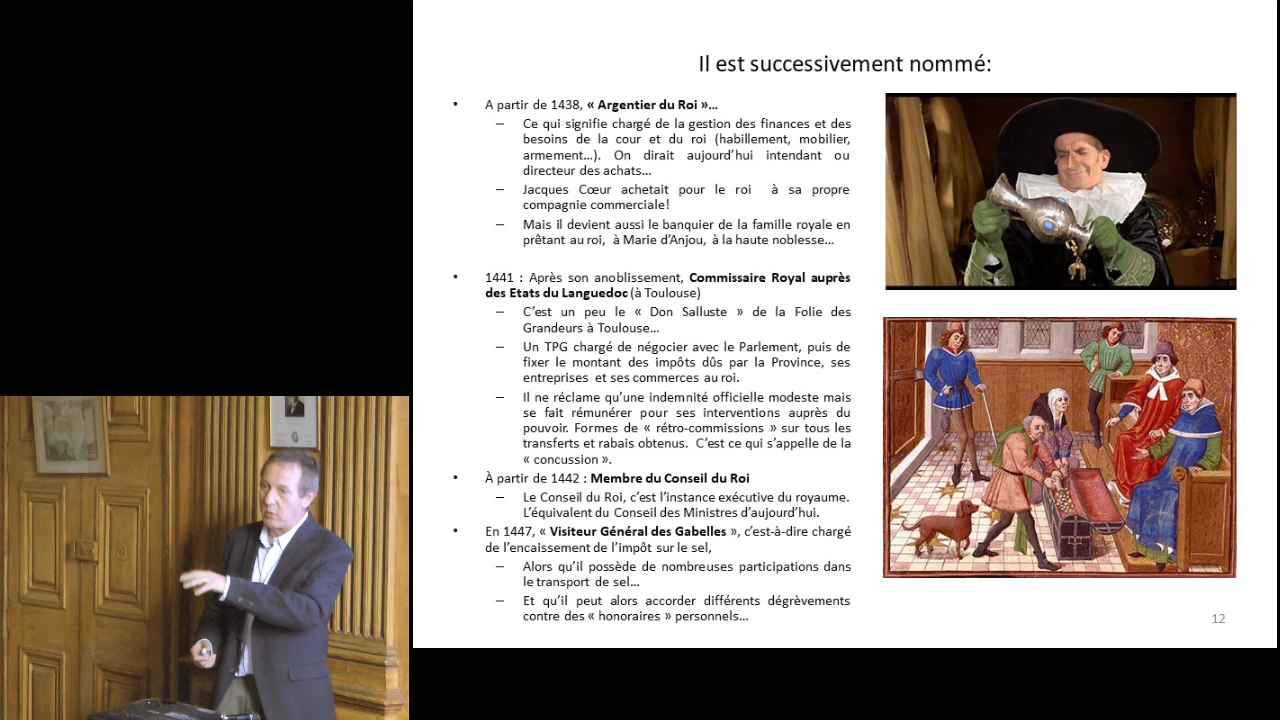 Il est successivement nommé:
• A partir de 1438, « Argentier du Roi »…
– Ce qui signifie chargé de la gestion des finances et des
besoins de la cour et du roi (habillement, mobilier,
armement…). On dirait aujourd’hui intendant ou
directeur des achats…
– Jacques Cœur achetait pour le roi à sa propre
compagnie commerciale!
– Mais il devient aussi le banquier de la famille royale en
prêtant au roi, à Marie d’Anjou, à la haute noblesse…
• 1441 : Après son anoblissement, Commissaire Royal auprès
des Etats du Languedoc (à Toulouse)
– C’est un peu le « Don Salluste » de la Folie des
Grandeurs à Toulouse…
– Un TPG chargé de négocier avec le Parlement, puis de
fixer le montant des impôts dûs par la Province, ses
entreprises et ses commerces au roi.
– Il ne réclame qu’une indemnité officielle modeste mais
se fait rémunérer pour ses interventions auprès du
pouvoir. Formes de « rétro-commissions » sur tous les
transferts et rabais obtenus. C’est ce qui s’appelle de la
« concussion ».
• À partir de 1442 : Membre du Conseil du Roi
– Le Conseil du Roi, c’est l’instance exécutive du royaume.
L’équivalent du Conseil des Ministres d’aujourd’hui.
• En 1447, « Visiteur Général des Gabelles », c’est-à-dire chargé
de l’encaissement de l’impôt sur le sel,
– Alors qu’il possède de nombreuses participations dans
le transport de sel…
– Et qu’il peut alors accorder différents dégrèvements
contre des « honoraires » personnels…
12